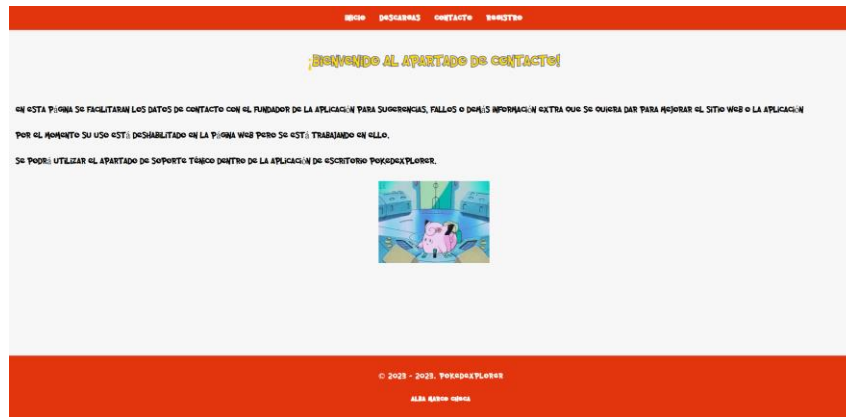 INICIO DESCARGAS CONTACTO REGISTRO
¡BIENVENIDO AL APARTADO DE CONTACTO!
EN ESTA PÁGINA SE FACILITARAN LOS DATOS DE CONTACTO CON EL FUNDADOR DE LA APLICACIÓN PARA SUGERENCIAS, FALLOS O DEMÁS INFORMACIÓN EXTRA QUE SE QUIERA DAR PARA MEJORAR EL SITIO WEB O LA APLICACIÓN
POR EL MOMENTO SU USO ESTÁ DESHABILITADO EN LA PÁGINA WEB PERO SE ESTÁ TRABAJANDO EN ELLO.
SE PODRÁ UTILIZAR EL APARTADO DE SOPORTE TÉNICO DENTRO DE LA APLICACIÓN DE ESCRITORIO POKEDEXPLORER.
© 2023 - 2023. POKEDEXPLORER
ALBA MARCO